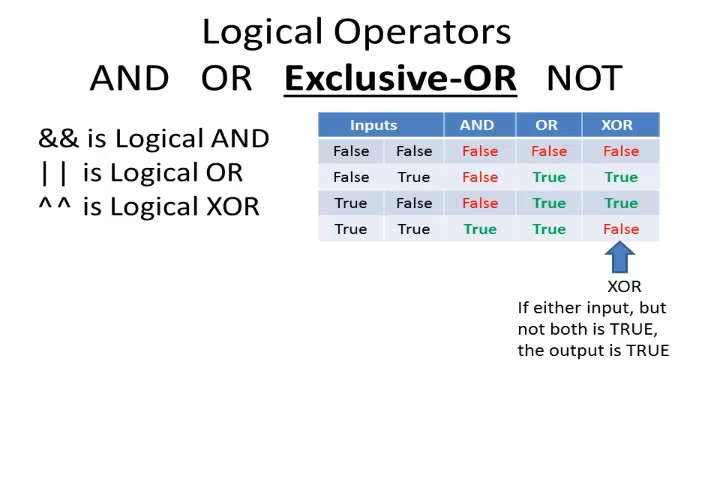 Logical Operators
AND OR Exclusive-OR NOT
&& is Logical AND
|| is Logical OR
^^ is Logical XOR
Inputs AND OR XOR
False False False False False
False True False True True
True False False True True
True True True True False
XOR
If either input, but
not both is TRUE,
the output is TRUE